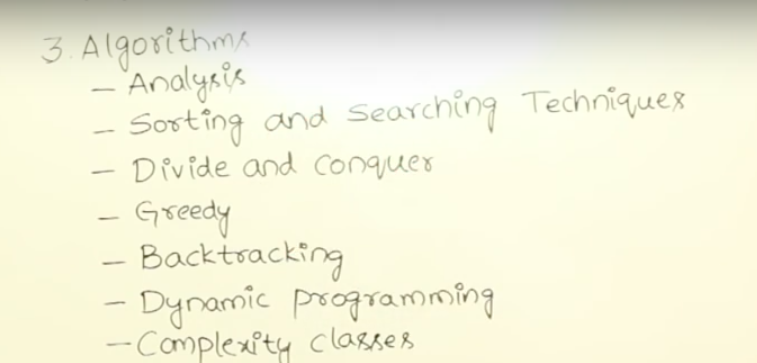 3. Algorithms
- Analysis
- Sorting and Searching Techniques
- Divide and Conquer
- Greedy
- Backtracking
- Dynamic programming
- Complexity classes